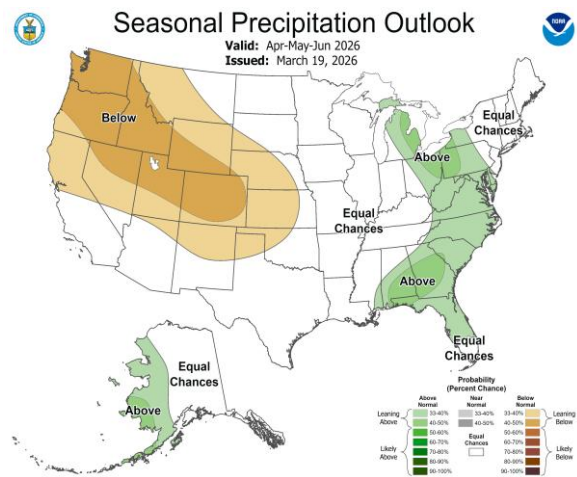 Seasonal Precipitation Outlook
Valid: Apr-May-Jun 2026
Issued: March 19, 2026
NOAA
Below
Equal
Chances
Above
Equal
Chances
Above
Equal
Chances
Equal
Chances
Above
Probability
(Percent Chance)
Above
Normal
Near
Normal
Below
Normal
Leaning
Above
33-40%
40-50%
33-40%
40-50%
33-40%
40-50%
Leaning
Below
Likely
Above
50-60%
60-70%
70-80%
80-90%
90-100%
Equal
Chances
50-60%
60-70%
70-80%
80-90%
90-100%
Likely
Below